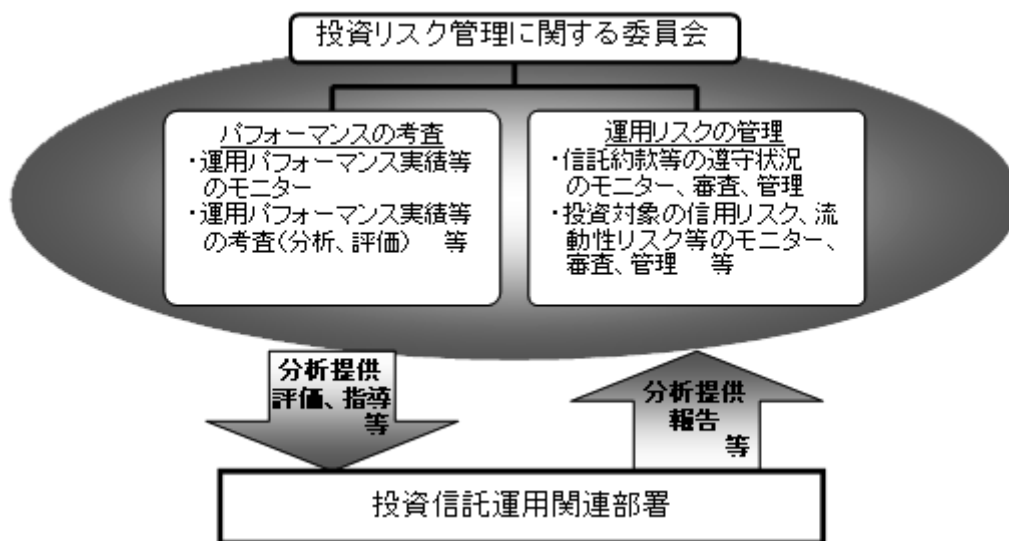 投資リスク管理に関する委員会
パフォーマンスの考査
・運用パフォーマンス実績等
のモニター
・運用パフォーマンス実績等
の考査(分析、評価) 等
運用リスクの管理
・信託約款等の遵守状況
のモニター、審査、管理
・投資対象の信用リスク、流
動性リスク等のモニター、
審査、管理 等
分析提供
評価、指導
等
分析提供
報告
等
投資信託運用関連部署